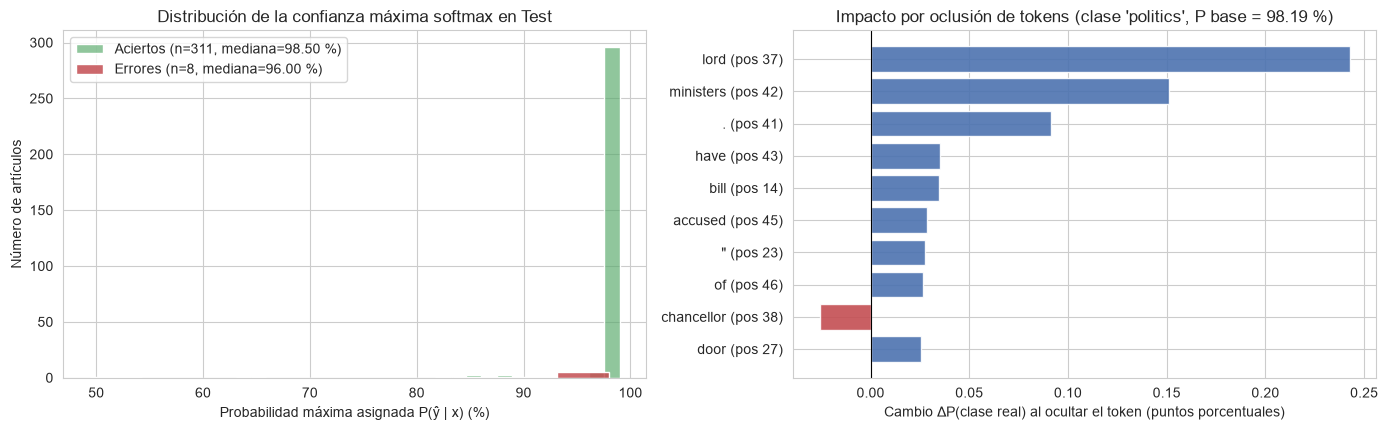 Distribución de la confianza máxima softmax en Test
Aciertos (n=311, mediana=98.50 %)
Errores (n=8, mediana=96.00 %)
Número de artículos
300
250
200
150
100
50
0
50
60
70
80
90
100
Probabilidad máxima asignada P(ŷ | x) (%)
Impacto por oclusión de tokens (clase 'politics', P base = 98.19 %)
lord (pos 37)
ministers (pos 42)
. (pos 41)
have (pos 43)
bill (pos 14)
accused (pos 45)
" (pos 23)
of (pos 46)
chancellor (pos 38)
door (pos 27)
0.00
0.05
0.10
0.15
0.20
0.25
Cambio ΔP(clase real) al ocultar el token (puntos porcentuales)